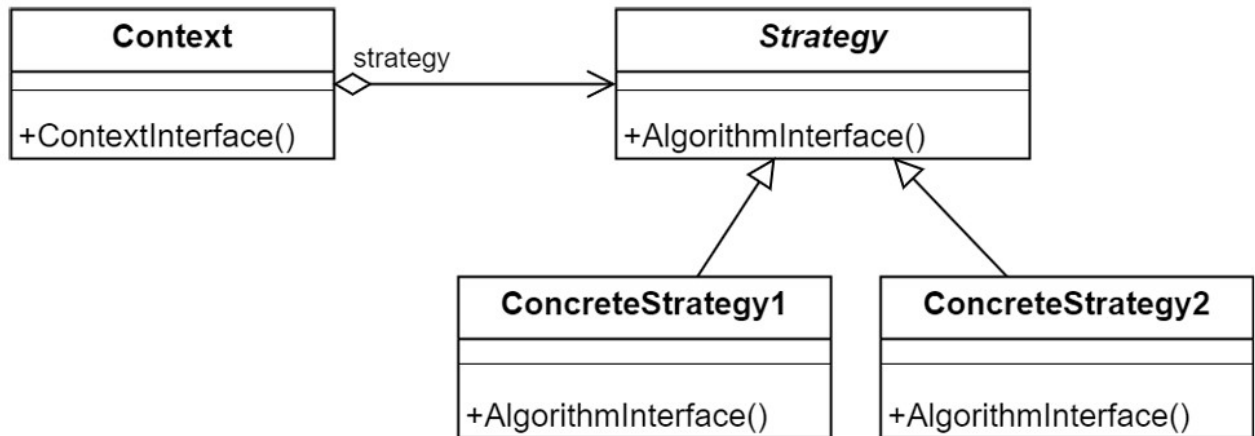 Context
strategy
Strategy
+ContextInterface()
+AlgorithmInterface()
ConcreteStrategy1
ConcreteStrategy2
+AlgorithmInterface()
+AlgorithmInterface()